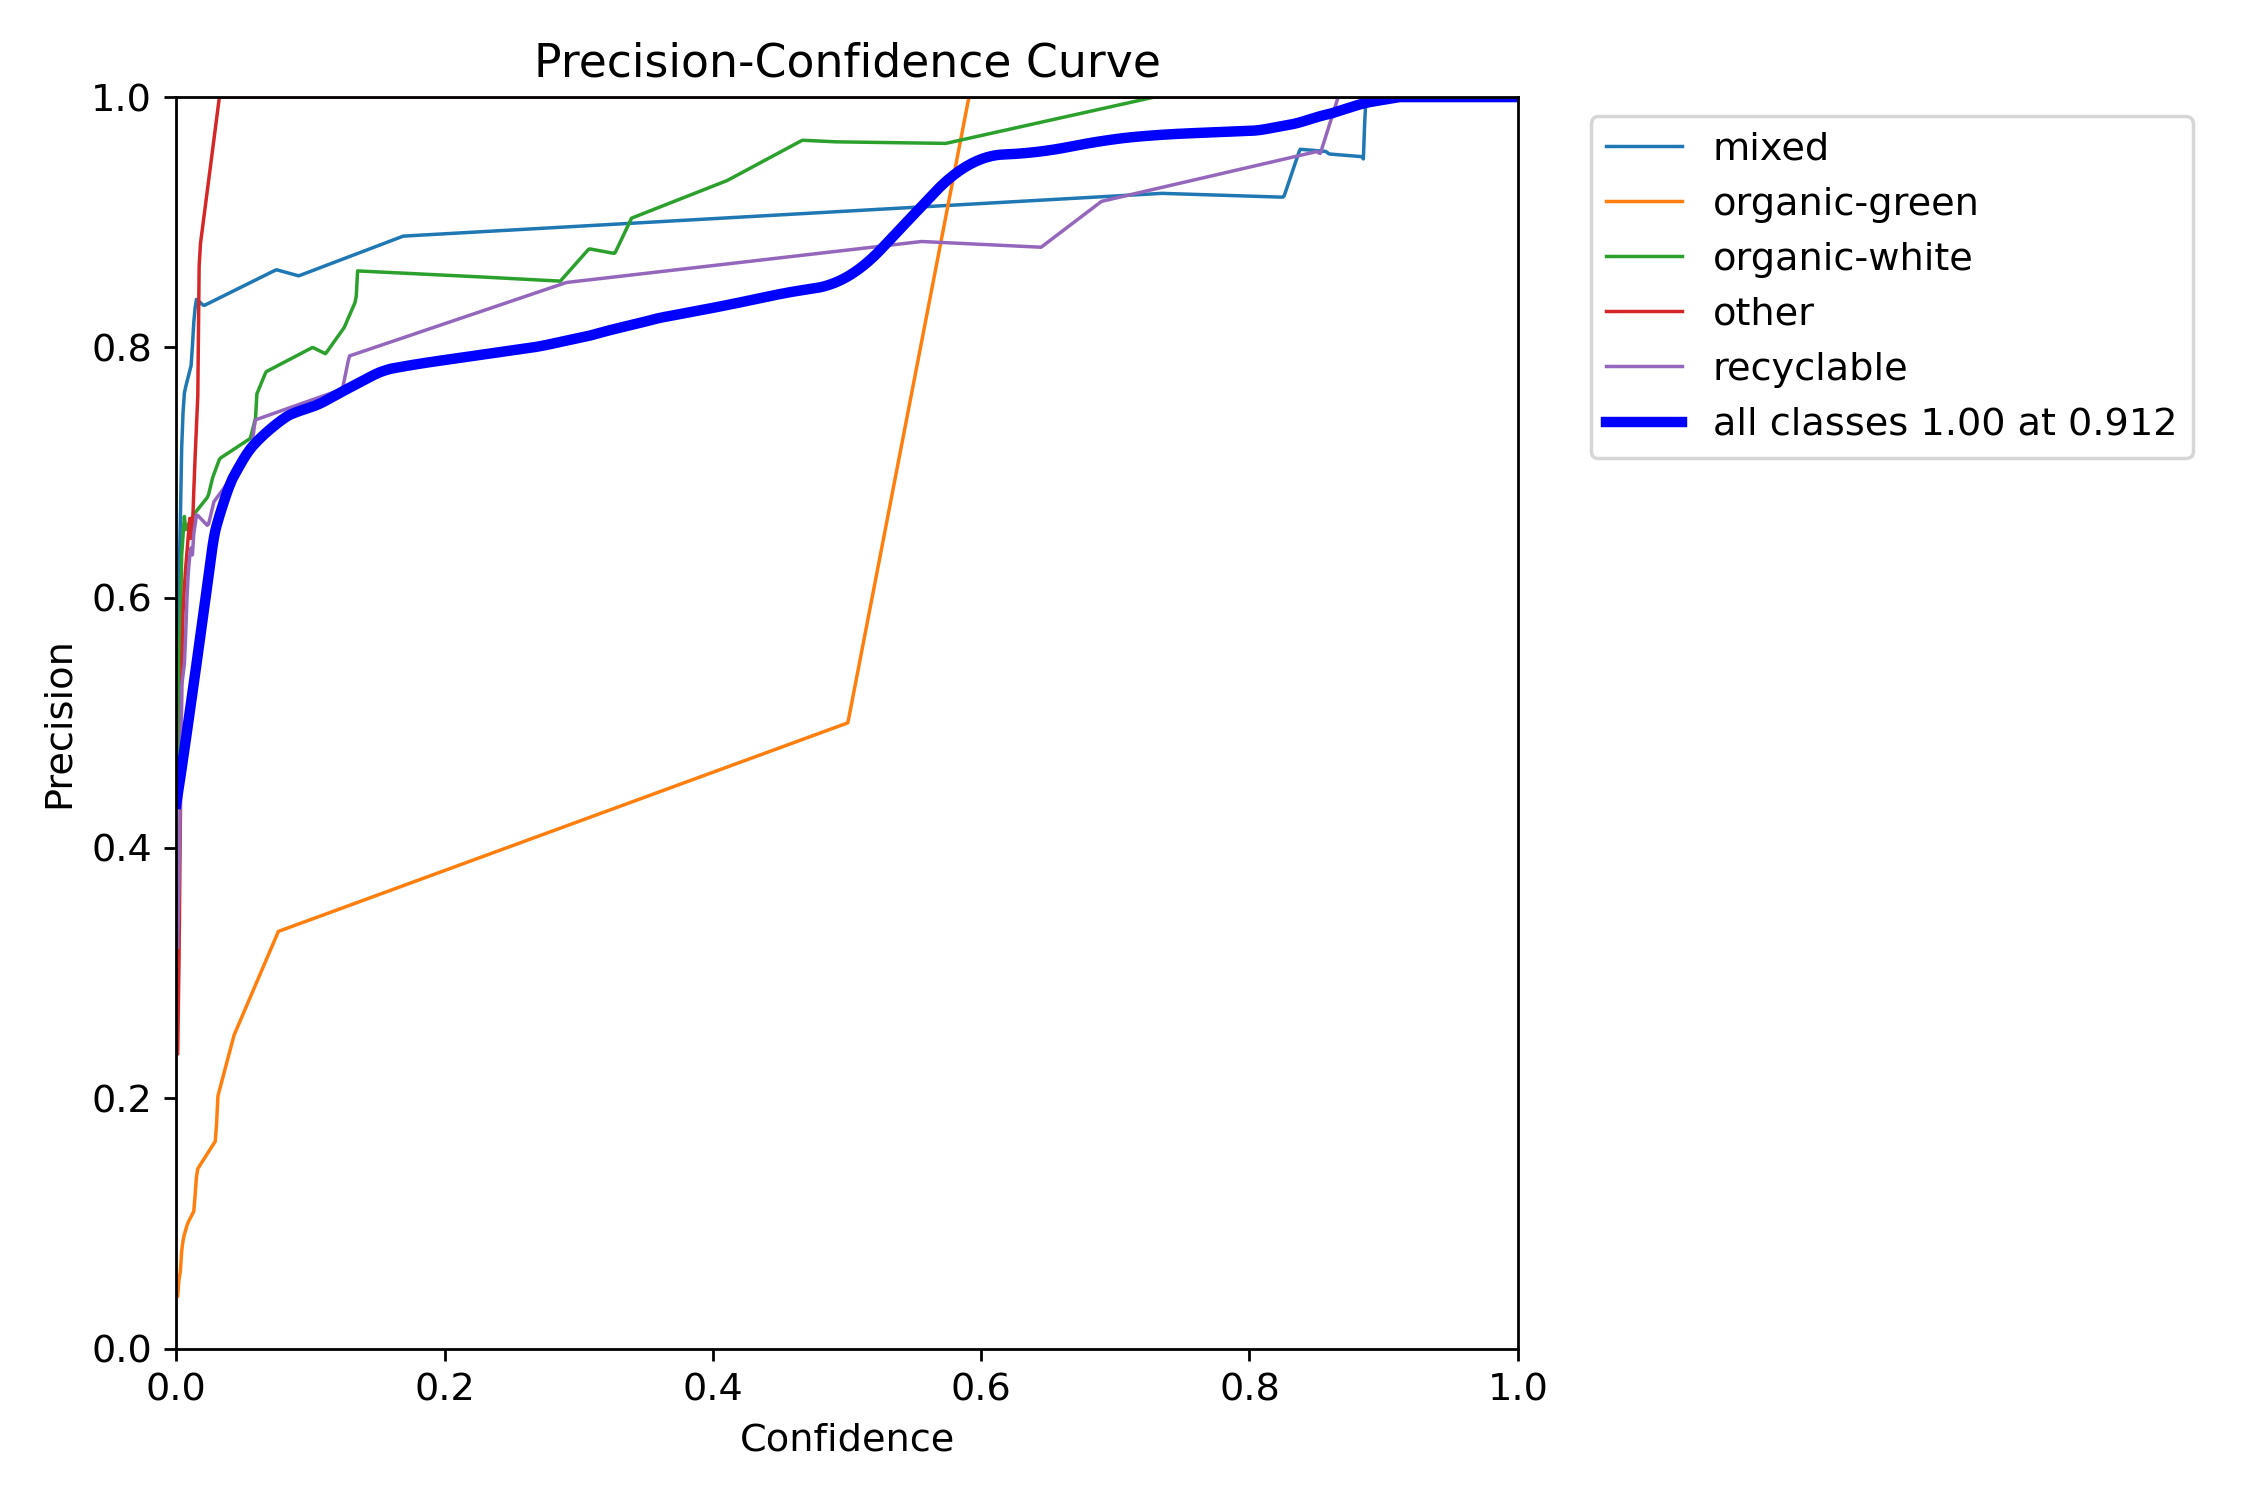 Precision-Confidence Curve
1.0
0.8
0.6
0.4
0.2
0.0
Precision
0.0 0.2 0.4 0.6 0.8 1.0
Confidence
mixed
organic-green
organic-white
other
recyclable
all classes 1.00 at 0.912